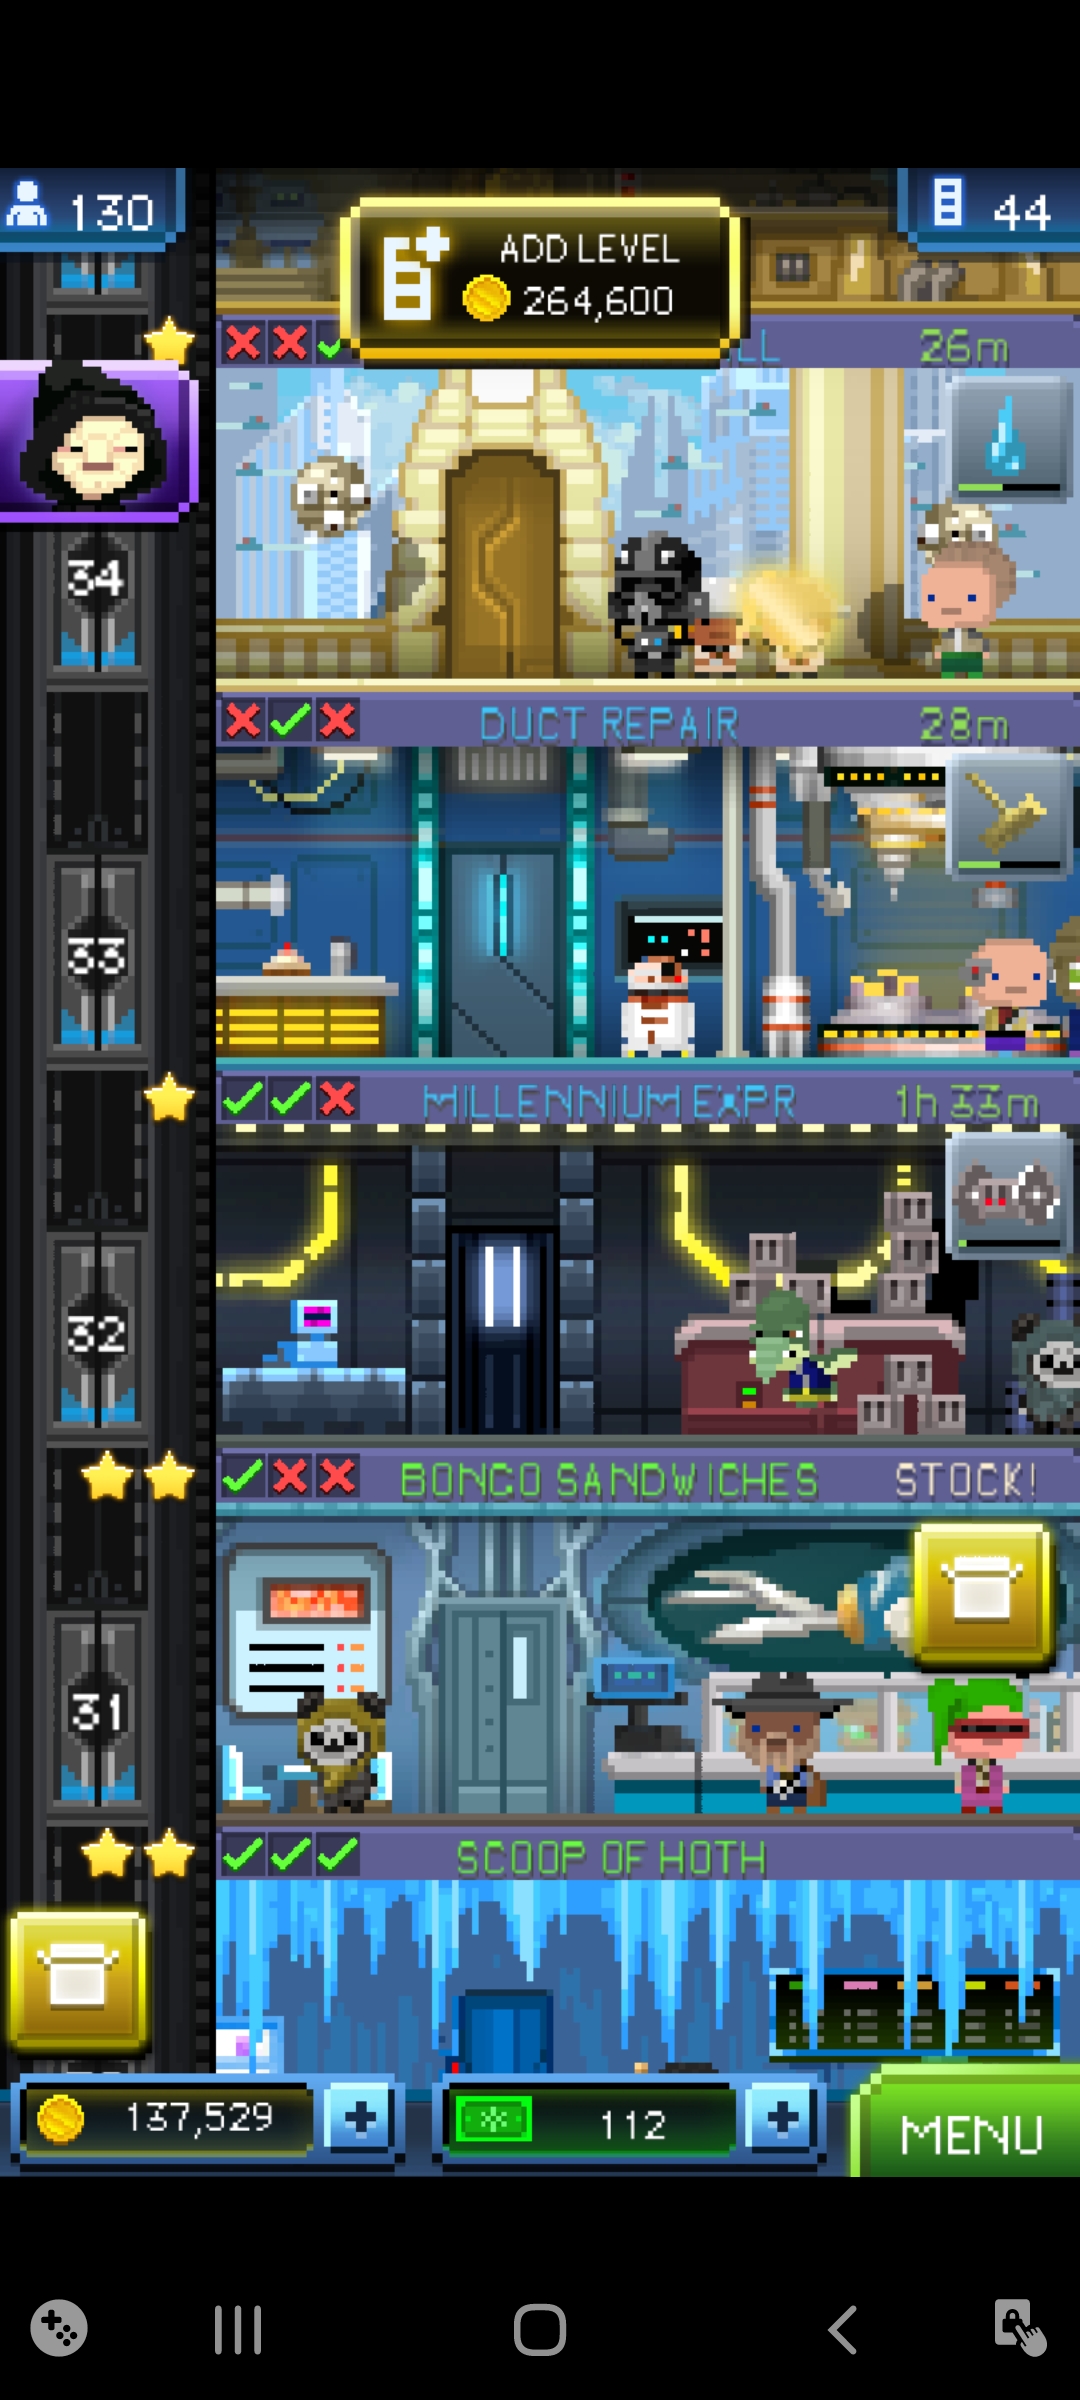 130
ADD LEVEL
264,600
44
LL
26m
34
DUCT REPAIR
28m
33
MILLENNIUM EXPR
1h 33m
32
BONGO SANDWICHES
STOCK!
31
SCOOP OF HOTH
137,529
112
MENU